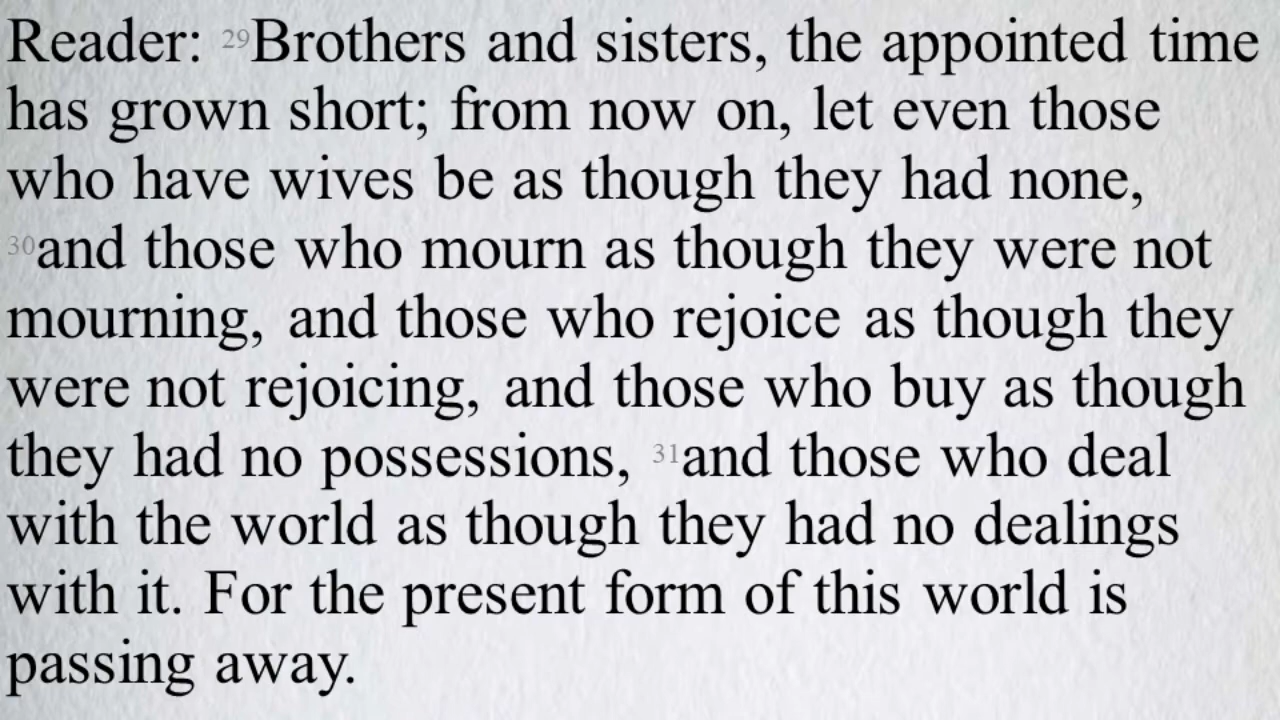 Reader: 29Brothers and sisters, the appointed time
has grown short; from now on, let even those
who have wives be as though they had none,
30and those who mourn as though they were not
mourning, and those who rejoice as though they
were not rejoicing, and those who buy as though
they had no possessions, 31and those who deal
with the world as though they had no dealings
with it. For the present form of this world is
passing away.